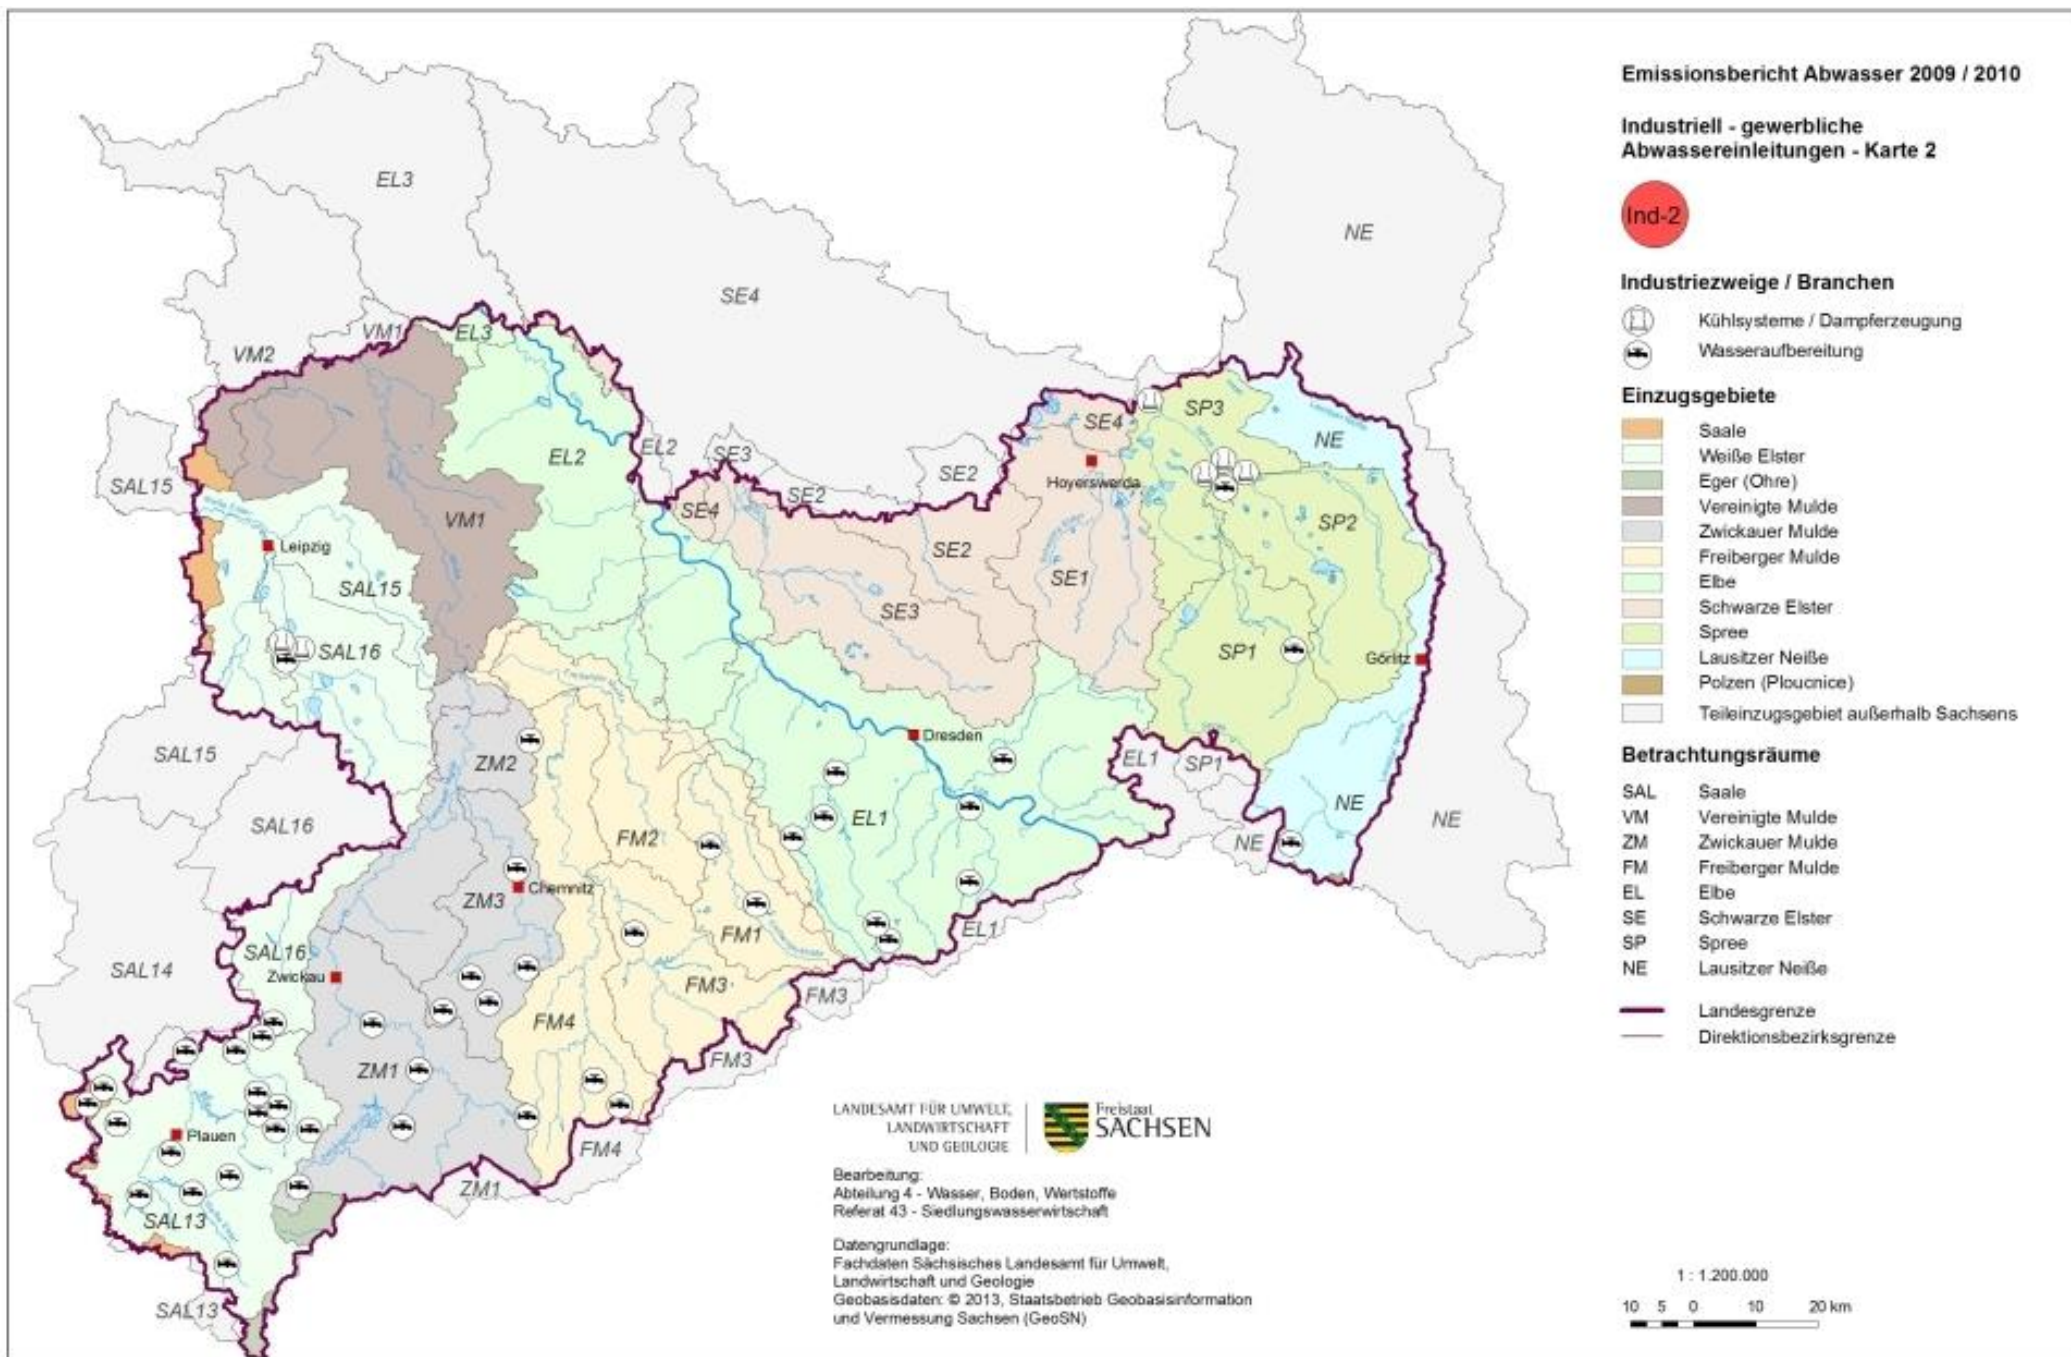 Emissionsbericht Abwasser 2009 / 2010
Industriell - gewerbliche
Abwassereinleitungen - Karte 2
Ind-2
Industriezweige / Branchen
Kühlsysteme / Dampferzeugung
Wasseraufbereitung
Einzugsgebiete
Saale
Weiße Elster
Eger (Ohre)
Vereinigte Mulde
Zwickauer Mulde
Freiberger Mulde
Elbe
Schwarze Elster
Spree
Lausitzer Neiße
Polzen (Ploucnice)
Teileinzugsgebiet außerhalb Sachsens
Betrachtungsräume
SAL Saale
VM Vereinigte Mulde
ZM Zwickauer Mulde
FM Freiberger Mulde
EL Elbe
SE Schwarze Elster
SP Spree
NE Lausitzer Neiße
Landesgrenze
Direktionsbezirksgrenze
1 : 1.200.000
10 5 0 10 20 km
EL3
NE
SE4
VM1
EL3
VM2
SE4
SP3
NE
EL2
EL2
SE3
SE2
SE2
Hoyerswerda
SAL15
SE4
VM1
SP2
Leipzig
SE2
SE1
SAL15
SE3
SAL16
SP1
Görlitz
Dresden
SAL15
ZM2
EL1
SP1
NE
SAL16
EL1
FM2
NE
NE
Chemnitz
ZM3
FM1
EL1
SAL16
Zwickau
SAL14
FM3
FM3
FM4
FM3
ZM1
Plauen
FM4
ZM1
SAL13
SAL13
LANDESAMT FÜR UMWELT,
LANDWIRTSCHAFT
UND GEOLOGIE
Freistaat
SACHSEN
Bearbeitung:
Abteilung 4 - Wasser, Boden, Wertstoffe
Referat 43 - Siedlungswasserwirtschaft
Datengrundlage:
Fachdaten Sächsisches Landesamt für Umwelt,
Landwirtschaft und Geologie
Geobasisdaten: © 2013, Staatsbetrieb Geobasisinformation
und Vermessung Sachsen (GeoSN)